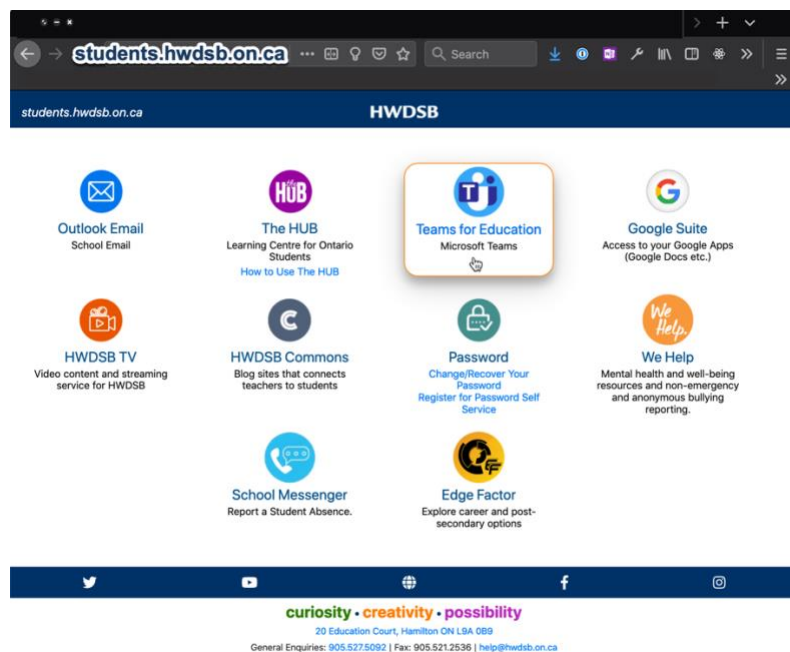 students.hwdsb.on.ca
Search
students.hwdsb.on.ca
HWDSB
Outlook Email
School Email
the
HUB
The HUB
Learning Centre for Ontario
Students
How to Use The HUB
T
Teams for Education
Microsoft Teams
G
Google Suite
Access to your Google Apps
(Google Docs etc.)
HWDSB TV
Video content and streaming
service for HWDSB
C
HWDSB Commons
Blog sites that connects
teachers to students
Password
Change/Recover Your
Password
Register for Password Self
Service
We
Help.
We Help
Mental health and well-being
resources and non-emergency
and anonymous bullying
reporting.
School Messenger
Report a Student Absence.
EF
Edge Factor
Explore career and post-
secondary options
curiosity • creativity • possibility
20 Education Court, Hamilton ON L9A 0B9
General Enquiries: 905.527.5092 | Fax: 905.521.2536 | help@hwdsb.on.ca